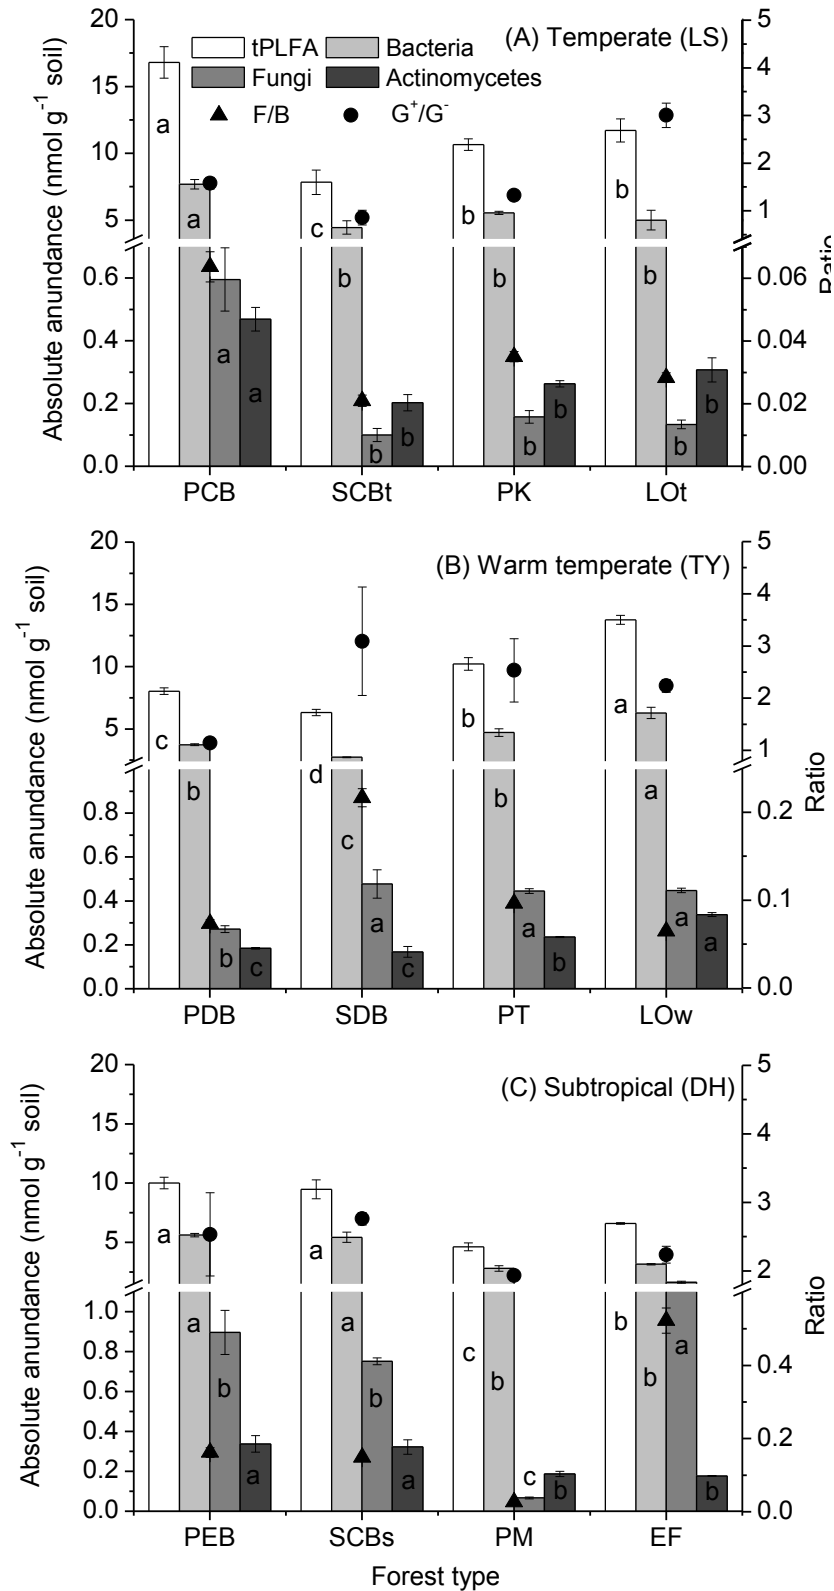 (A) Temperate (LS)
tPLFA Bacteria
Fungi Actinomycetes
F/B G⁺/G⁻
Absolute anundance (nmol g⁻¹ soil)
20
15
10
5
0.6
0.4
0.2
0.0
5
4
3
2
1
0.06
0.04
0.02
0.00
Ratio
a a a a
c b b b
b b b b
b b b b
PCB SCBt PK LOt
(B) Warm temperate (TY)
Absolute anundance (nmol g⁻¹ soil)
20
15
10
5
0.8
0.6
0.4
0.2
0.0
5
4
3
2
1
0.2
0.1
0.0
Ratio
c b b c
d c a c
b b a b
a a a a
PDB SDB PT LOw
(C) Subtropical (DH)
Absolute anundance (nmol g⁻¹ soil)
20
15
10
5
1.0
0.8
0.6
0.4
0.2
0.0
5
4
3
2
0.4
0.2
0.0
Ratio
a a b a
a a b a
c b c b
b b a b
PEB SCBs PM EF
Forest type